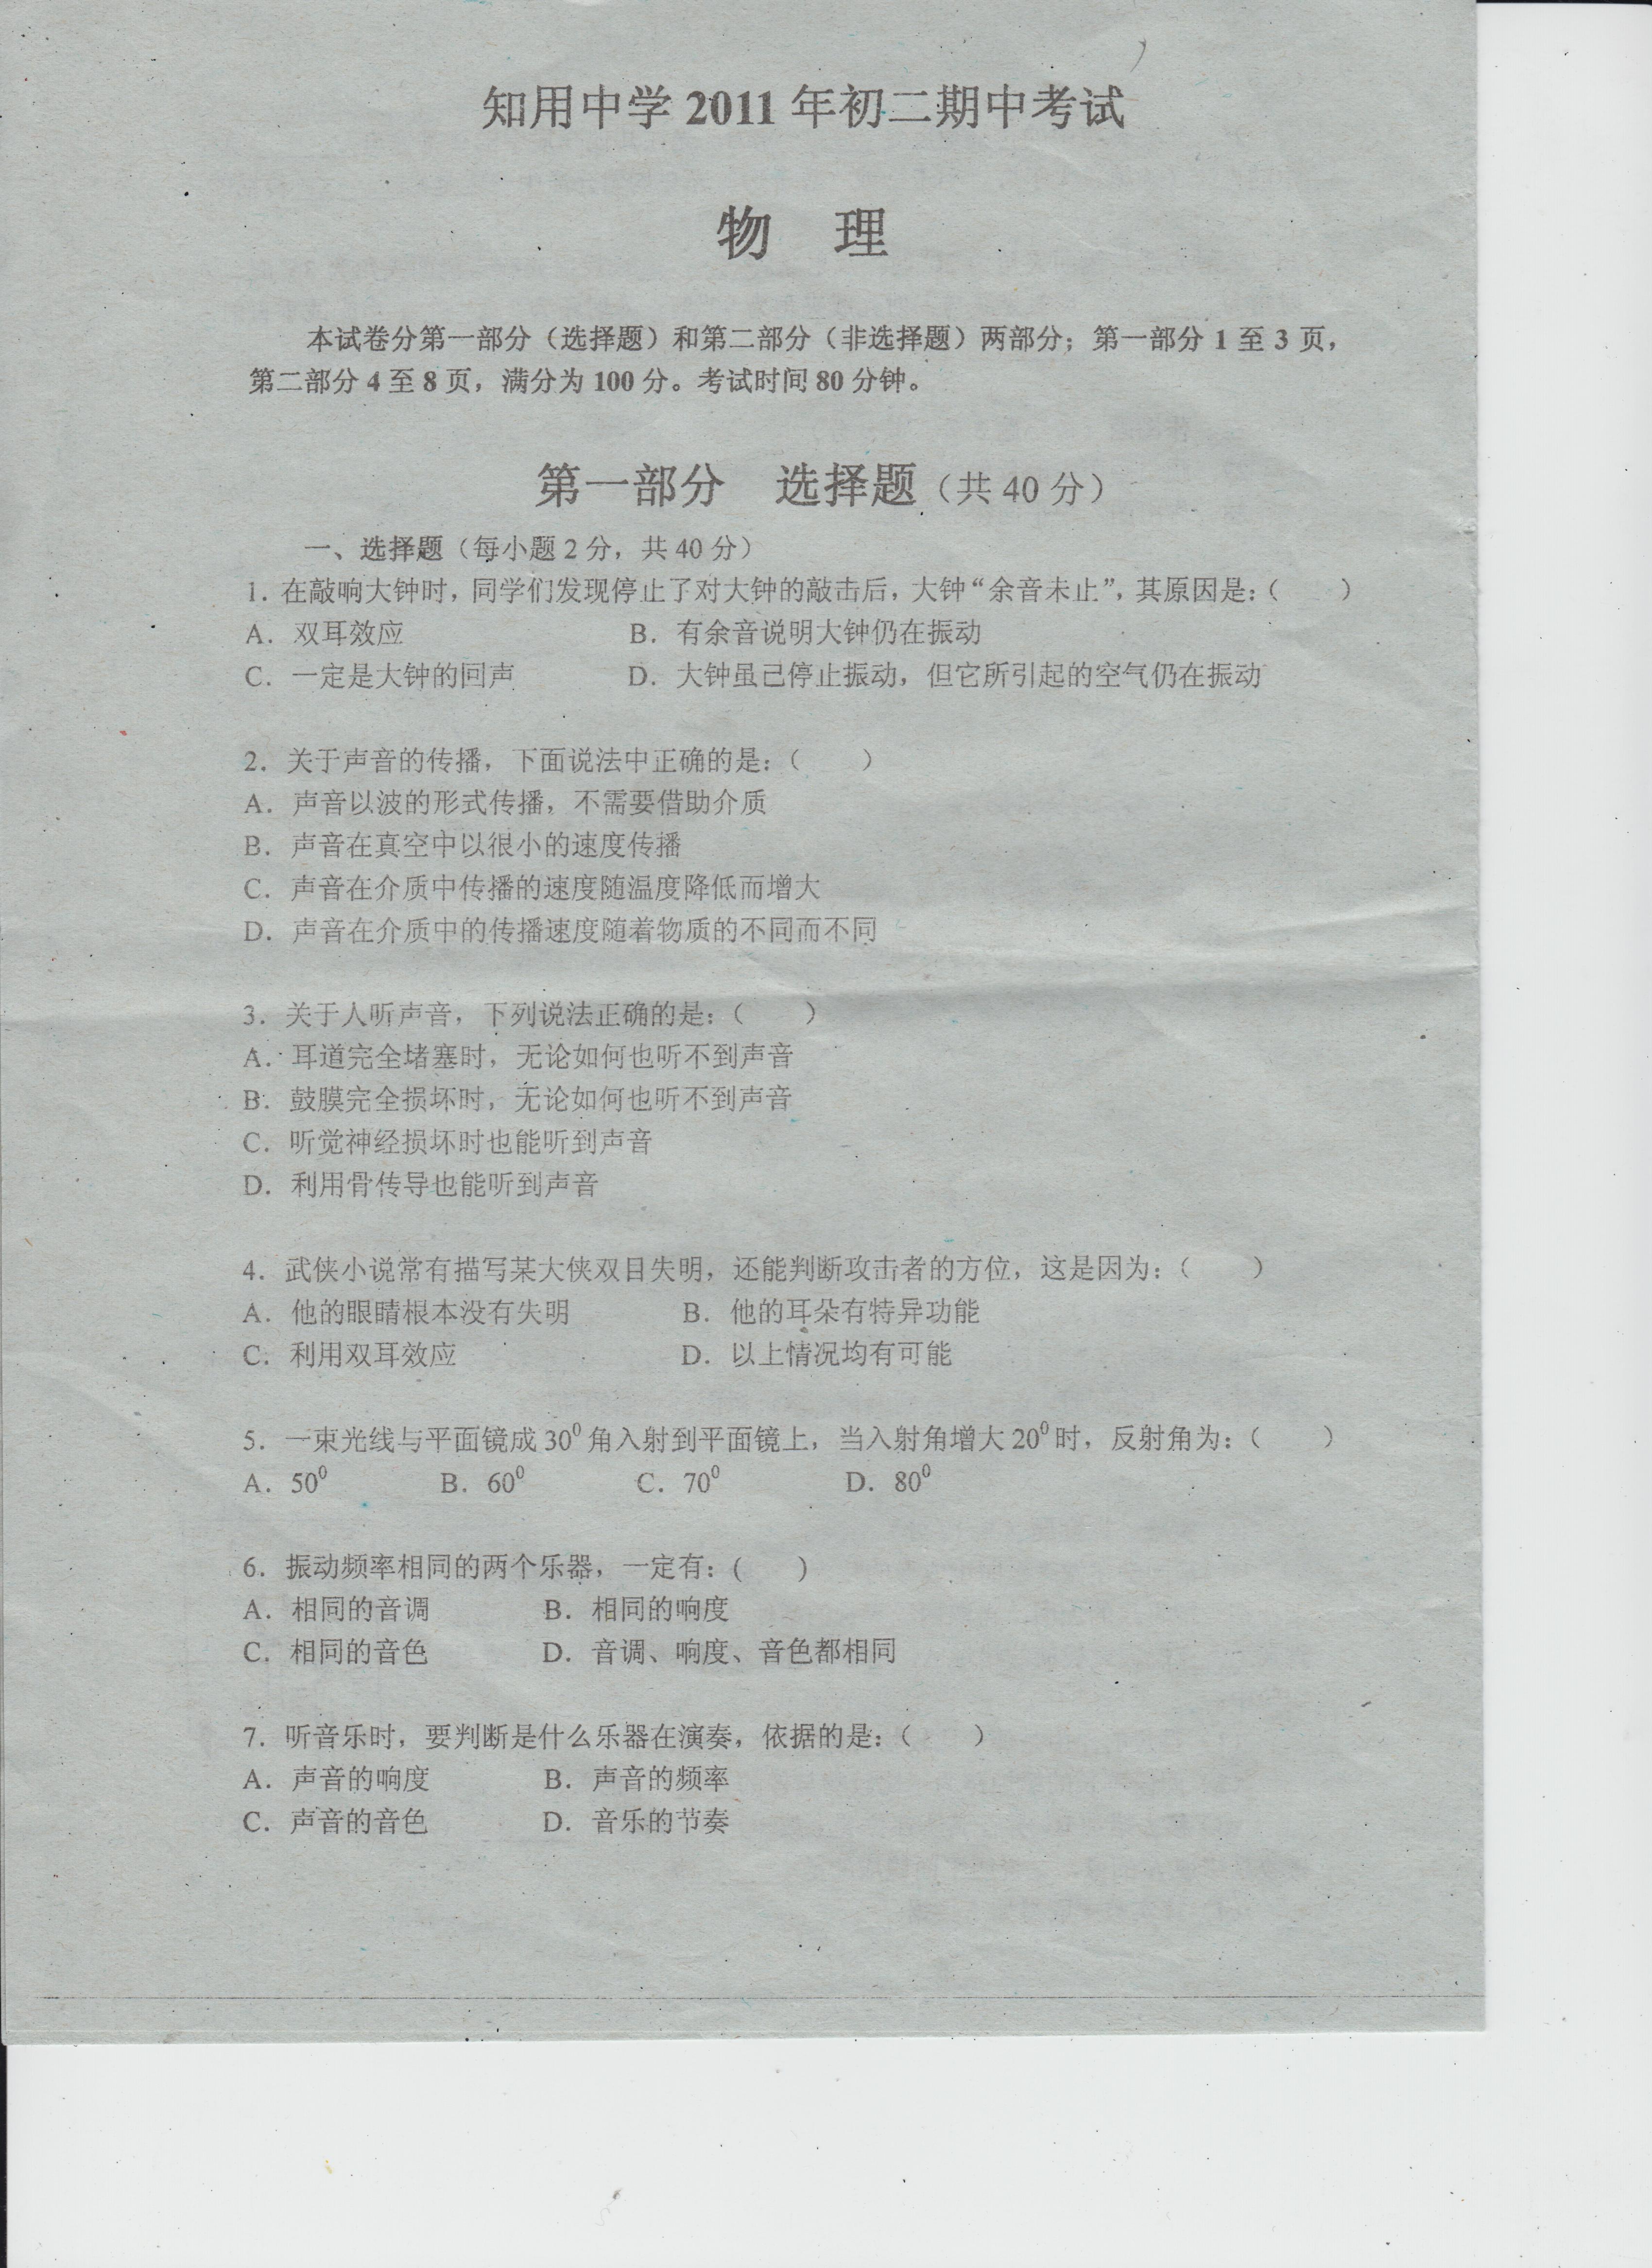 知用中学 2011 年初二期中考试
物 理
本试卷分第一部分（选择题）和第二部分（非选择题）两部分；第一部分 1 至 3 页，
第二部分 4 至 8 页，满分为 100 分。考试时间 80 分钟。
第一部分 选择题（共 40 分）
一、选择题（每小题 2 分，共 40 分）
1. 在敲响大钟时，同学们发现停止了对大钟的敲击后，大钟“余音未止”，其原因是：（ ）
A．双耳效应 B．有余音说明大钟仍在振动
C．一定是大钟的回声 D．大钟虽已停止振动，但它所引起的空气仍在振动
2．关于声音的传播，下面说法中正确的是：（ ）
A．声音以波的形式传播，不需要借助介质
B．声音在真空中以很小的速度传播
C．声音在介质中传播的速度随温度降低而增大
D．声音在介质中的传播速度随着物质的不同而不同
3．关于人听声音，下列说法正确的是：（ ）
A．耳道完全堵塞时，无论如何也听不到声音
B．鼓膜完全损坏时，无论如何也听不到声音
C．听觉神经损坏时也能听到声音
D．利用骨传导也能听到声音
4．武侠小说常有描写某大侠双目失明，还能判断攻击者的方位，这是因为：（ ）
A．他的眼睛根本没有失明 B．他的耳朵有特异功能
C．利用双耳效应 D．以上情况均有可能
5．一束光线与平面镜成 30⁰ 角入射到平面镜上，当入射角增大 20⁰ 时，反射角为：（ ）
A．50⁰ B．60⁰ C．70⁰ D．80⁰
6．振动频率相同的两个乐器，一定有：( )
A．相同的音调 B．相同的响度
C．相同的音色 D．音调、响度、音色都相同
7．听音乐时，要判断是什么乐器在演奏，依据的是：（ ）
A．声音的响度 B．声音的频率
C．声音的音色 D．音乐的节奏